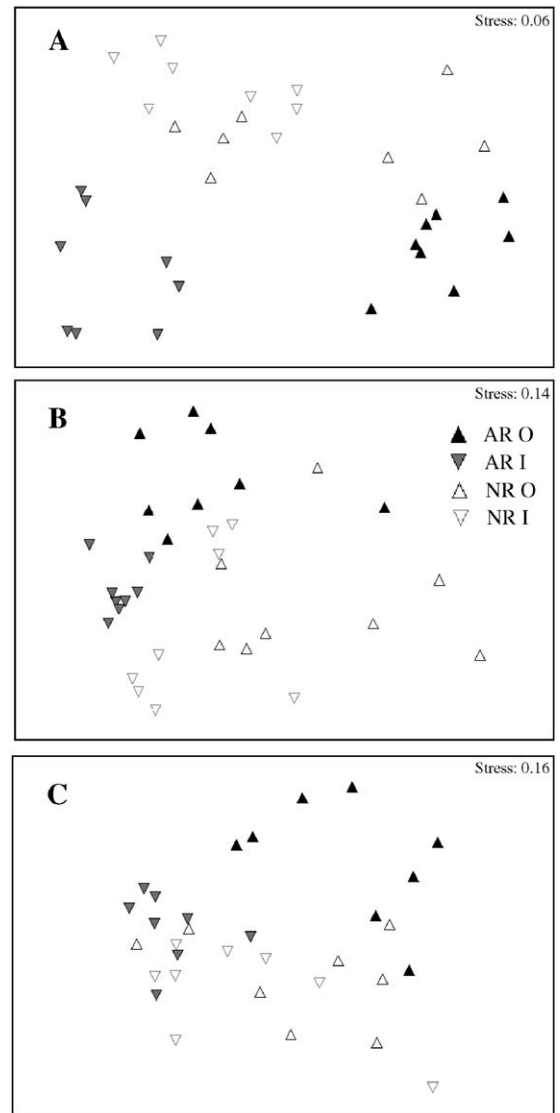 Stress: 0.06
A
Stress: 0.14
B
AR O
AR I
NR O
NR I
Stress: 0.16
C